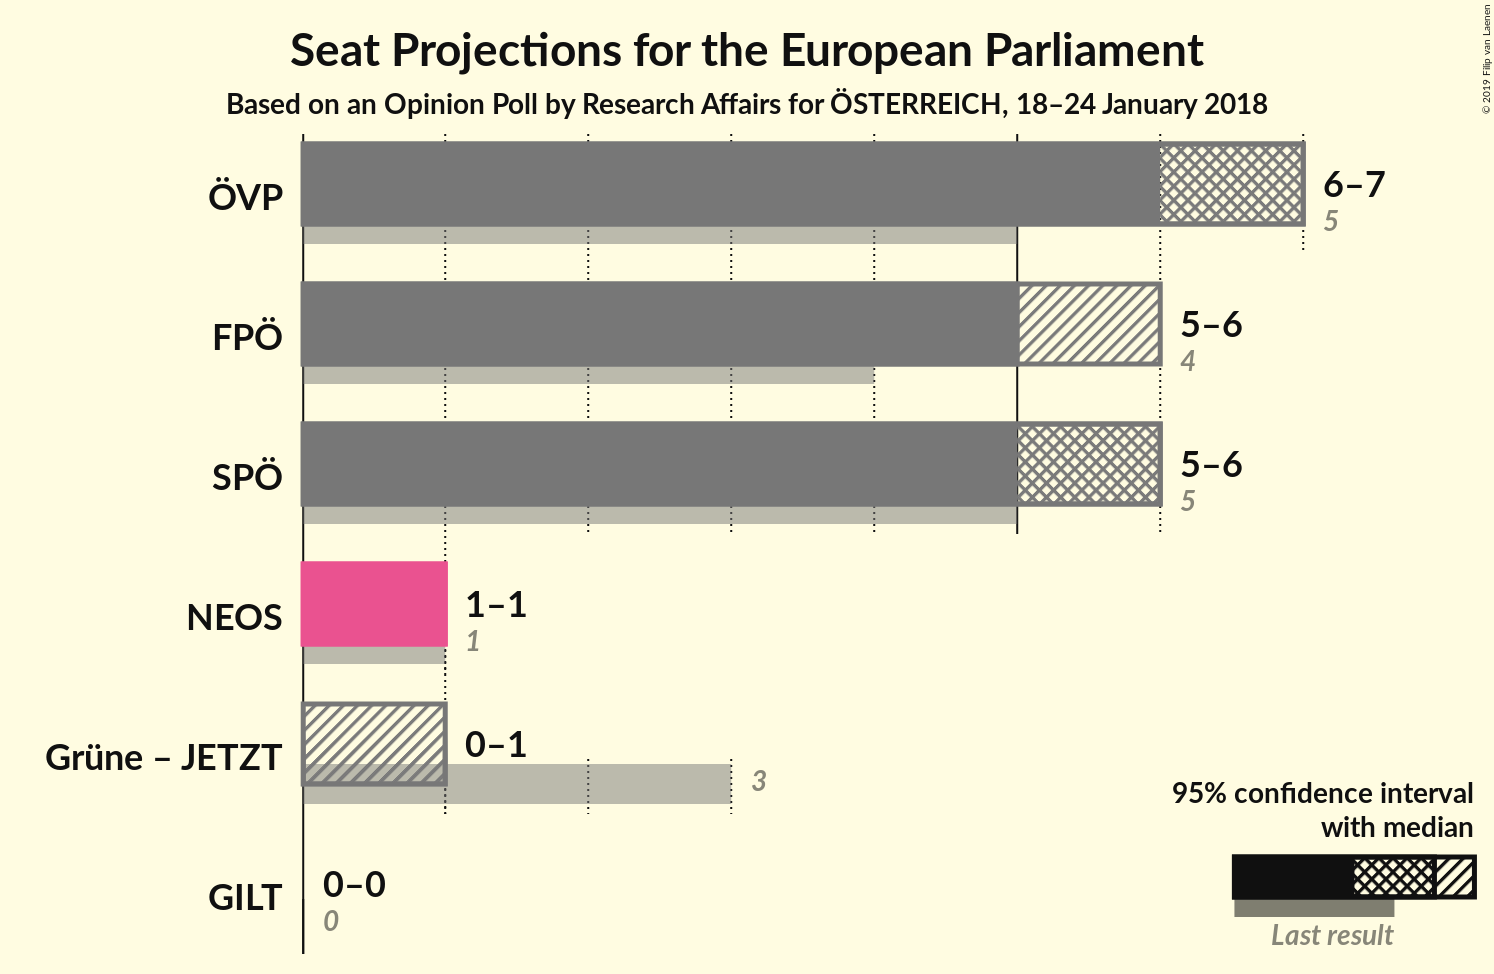 Seat Projections for the European Parliament
Based on an Opinion Poll by Research Affairs for ÖSTERREICH, 18–24 January 2018
© 2019 Filip van Laenen
ÖVP
6–7
5
FPÖ
5–6
4
SPÖ
5–6
5
NEOS
1–1
1
Grüne – JETZT
0–1
3
GILT
0–0
0
95% confidence interval
with median
Last result